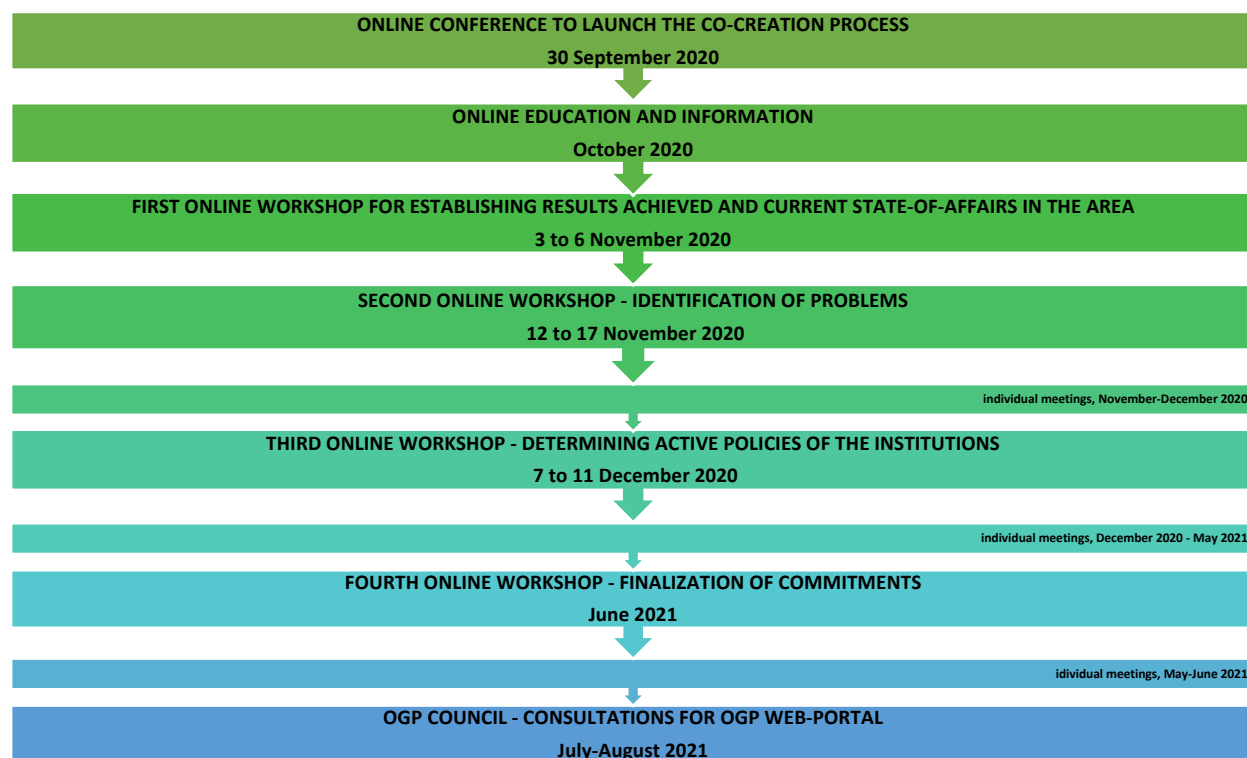 ONLINE CONFERENCE TO LAUNCH THE CO-CREATION PROCESS
30 September 2020
ONLINE EDUCATION AND INFORMATION
October 2020
FIRST ONLINE WORKSHOP FOR ESTABLISHING RESULTS ACHIEVED AND CURRENT STATE-OF-AFFAIRS IN THE AREA
3 to 6 November 2020
SECOND ONLINE WORKSHOP - IDENTIFICATION OF PROBLEMS
12 to 17 November 2020
individual meetings, November-December 2020
THIRD ONLINE WORKSHOP - DETERMINING ACTIVE POLICIES OF THE INSTITUTIONS
7 to 11 December 2020
individual meetings, December 2020 - May 2021
FOURTH ONLINE WORKSHOP - FINALIZATION OF COMMITMENTS
June 2021
idividual meetings, May-June 2021
OGP COUNCIL - CONSULTATIONS FOR OGP WEB-PORTAL
July-August 2021